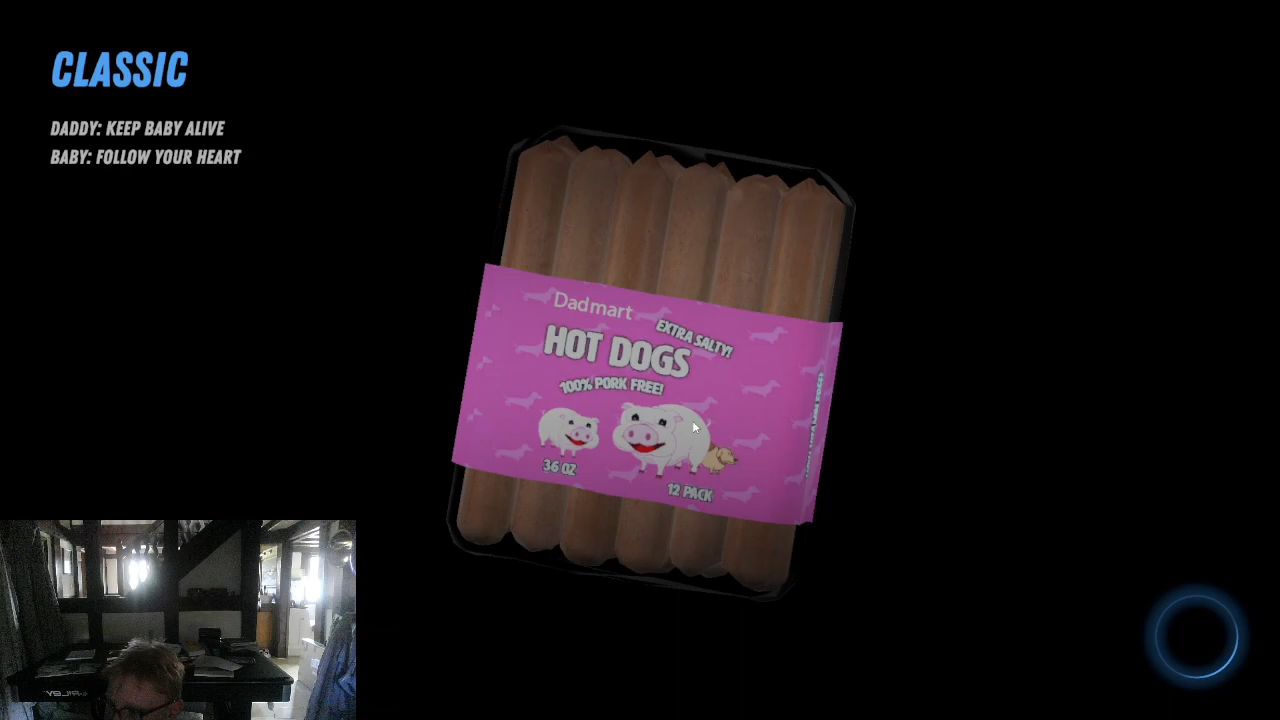 CLASSIC
DADDY: KEEP BABY ALIVE
BABY: FOLLOW YOUR HEART
Dadmart
EXTRA SALTY!
HOT DOGS
100% PORK FREE!
36 OZ
12 PACK